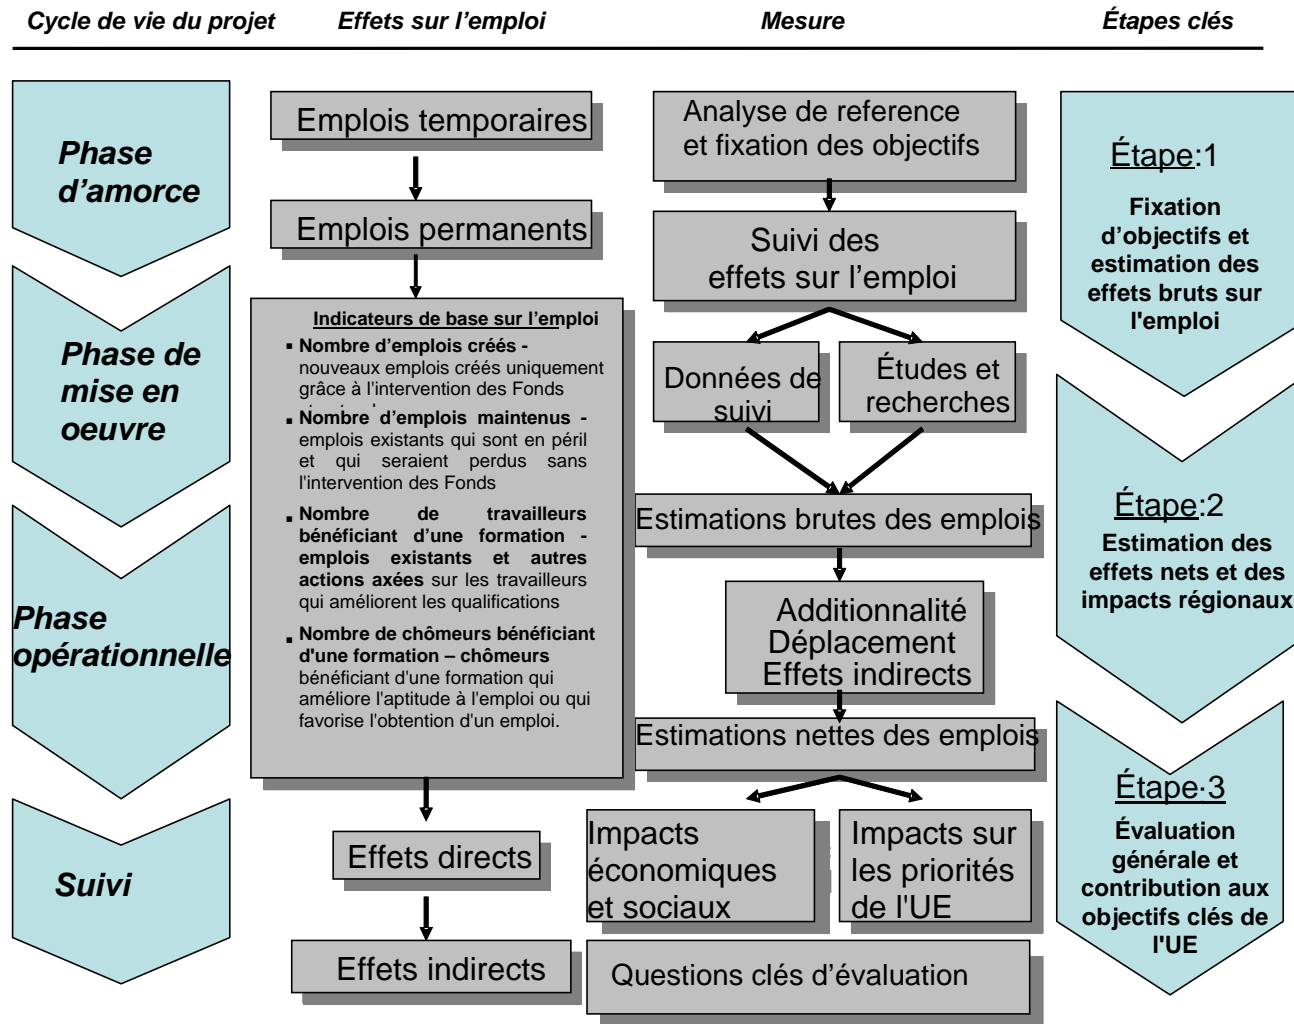 Cycle de vie du projet
Effets sur l'emploi
Mesure
Étapes clés
Phase
d'amorce
Phase de
mise en
oeuvre
Phase
opérationnelle
Suivi
Emplois temporaires
Emplois permanents
Indicateurs de base sur l'emploi
▪ Nombre d'emplois créés -
nouveaux emplois créés uniquement
grâce à l'intervention des Fonds
▪ Nombre d'emplois maintenus -
emplois existants qui sont en péril
et qui seraient perdus sans
l'intervention des Fonds
▪ Nombre de travailleurs
bénéficiant d'une formation -
emplois existants et autres
actions axées sur les travailleurs
qui améliorent les qualifications
▪ Nombre de chômeurs bénéficiant
d'une formation – chômeurs
bénéficiant d'une formation qui
améliore l'aptitude à l'emploi ou qui
favorise l'obtention d'un emploi.
Effets directs
Effets indirects
Analyse de reference
et fixation des objectifs
Suivi des
effets sur l'emploi
Données de
suivi
Études et
recherches
Estimations brutes des emplois
Additionnalité
Déplacement
Effets indirects
Estimations nettes des emplois
Impacts
économiques
et sociaux
Impacts sur
les priorités
de l'UE
Questions clés d'évaluation
Étape:1
Fixation
d'objectifs et
estimation des
effets bruts sur
l'emploi
Étape:2
Estimation des
effets nets et des
impacts régionaux
Étape·3
Évaluation
générale et
contribution aux
objectifs clés de
l'UE